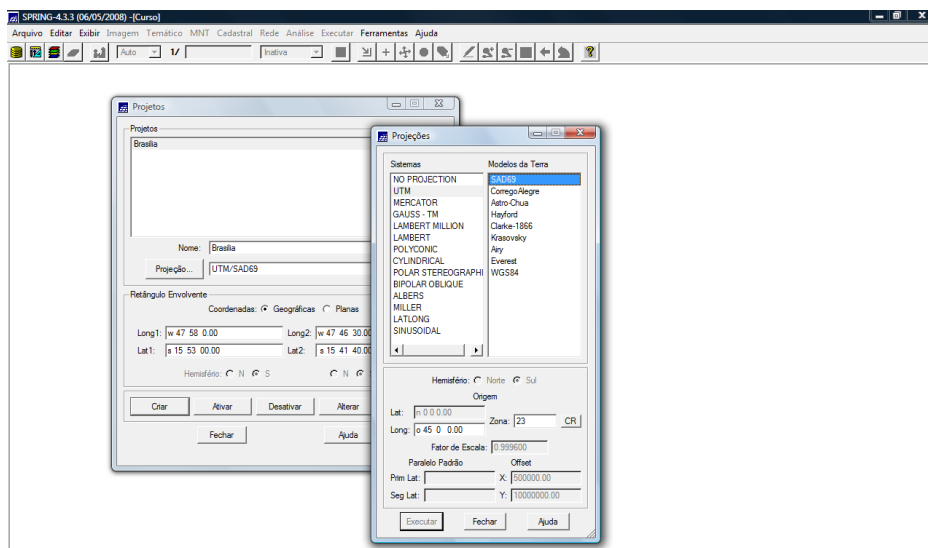 SPRING-4.3.3 (06/05/2008) -[Curso]
Arquivo Editar Exibir Imagem Temático MNT Cadastral Rede Análise Executar Ferramentas Ajuda
Auto 1/ Inativa
Projetos
Projetos
Brasilia
Nome: Brasilia
Projeção... UTM/SAD69
Retângulo Envolvente
Coordenadas: Geográficas Planas
Long1: w 47 58 0.00 Long2: w 47 46 30.00
Lat1: s 15 53 00.00 Lat2: s 15 41 40.00
Hemisfério: N S N
Criar Ativar Desativar Alterar
Fechar Ajuda
Projeções
Sistemas Modelos da Terra
NO PROJECTION SAD69
UTM CorregoAlegre
MERCATOR Astro-Chua
GAUSS - TM Hayford
LAMBERT MILLION Clarke-1866
LAMBERT Krasovsky
POLYCONIC Airy
CYLINDRICAL Everest
POLAR STEREOGRAPHI WGS84
BIPOLAR OBLIQUE
ALBERS
MILLER
LATLONG
SINUSOIDAL
Hemisfério: Norte Sul
Origem
Lat: n 0 0 0.00
Zona: 23 CR
Long: o 45 0 0.00
Fator de Escala: 0.999600
Paralelo Padrão Offset
Prim Lat: X: 500000.00
Seg Lat: Y: 10000000.00
Executar Fechar Ajuda